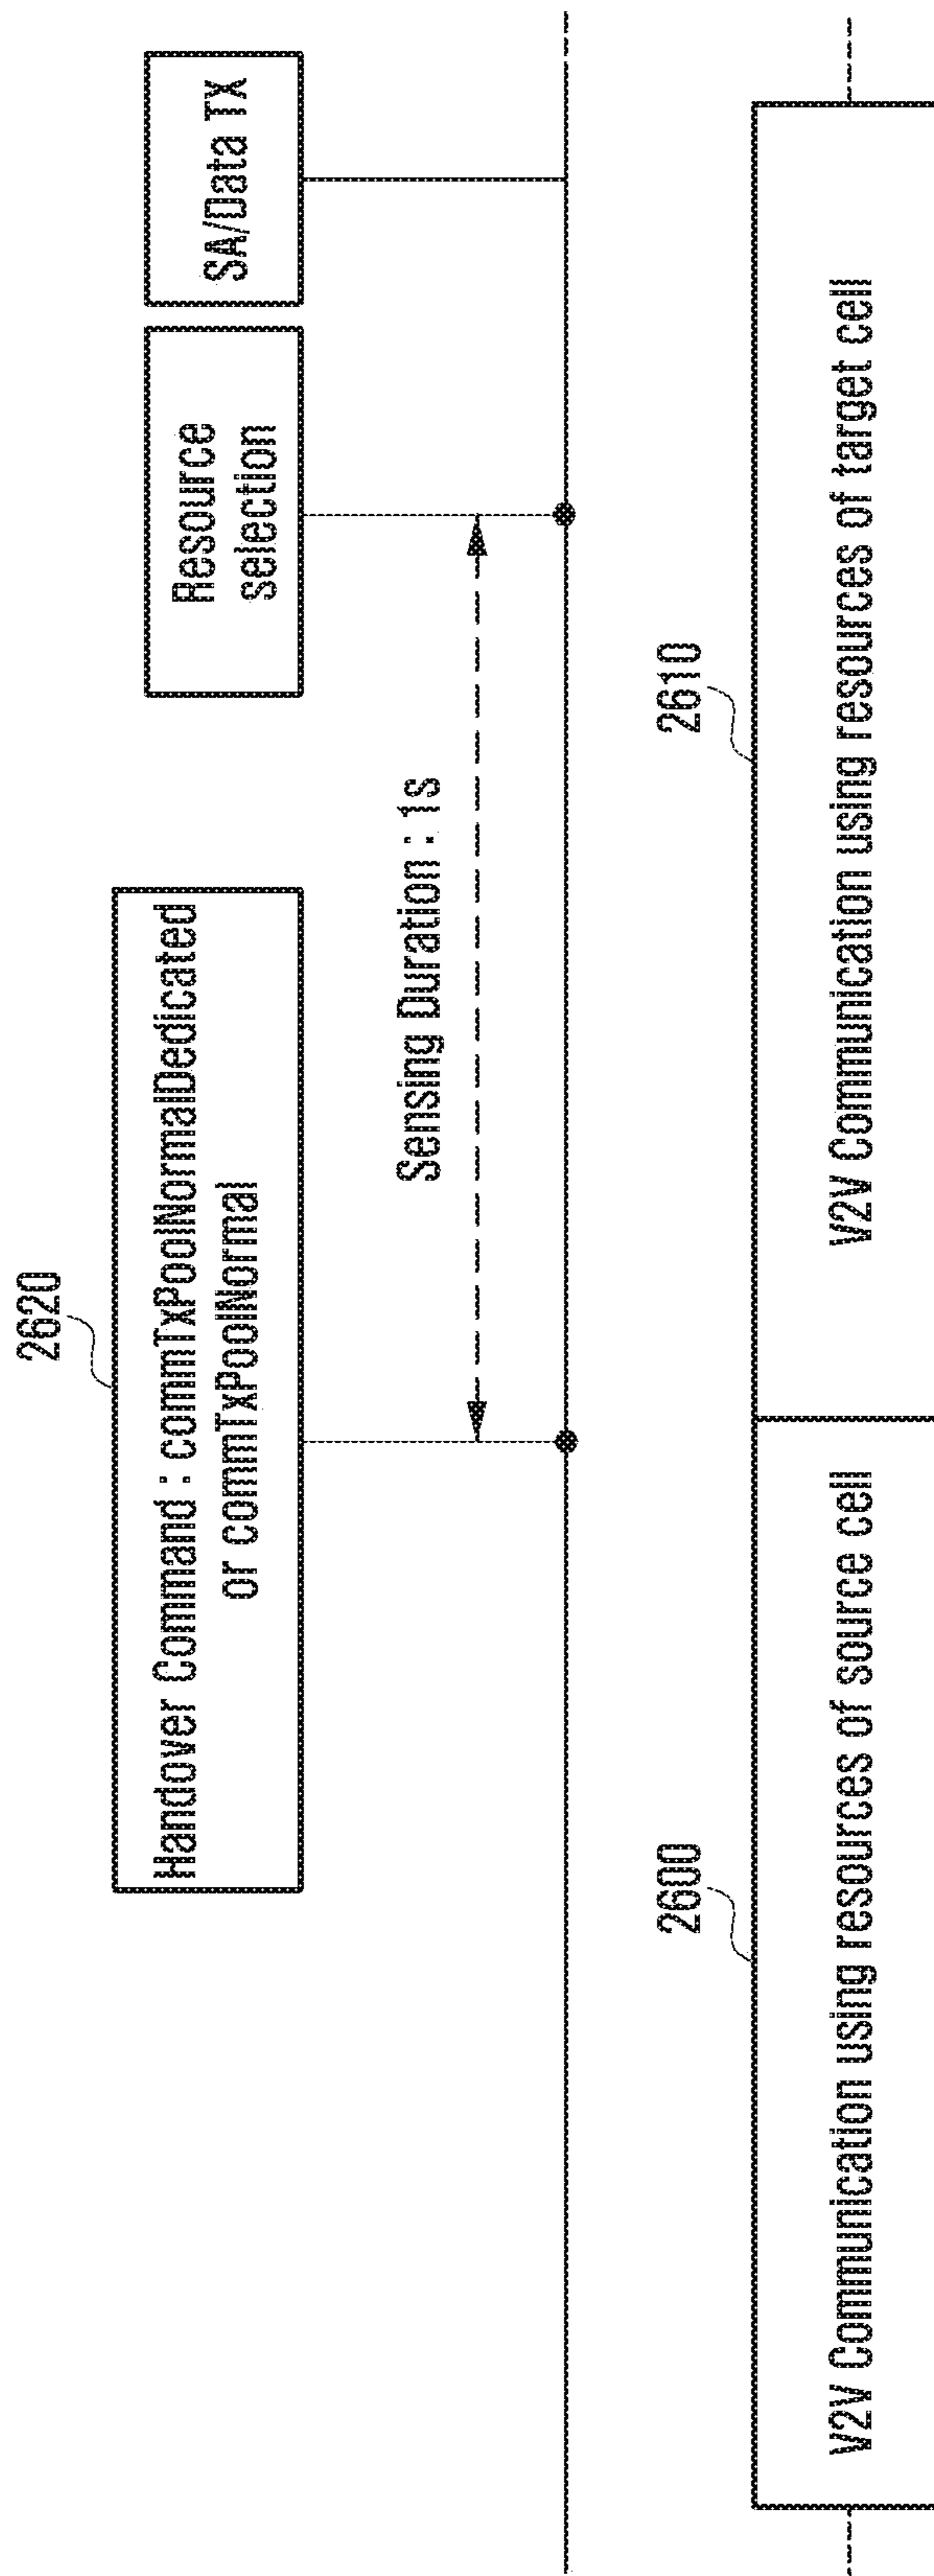 2620
Handover Command : commTxPoolNormalDedicated
or commTxPoolNormal
Resource
selection
SA/Data TX
Sensing Duration : 1s
2600
2610
V2V Communication using resources of source cell
V2V Communication using resources of target cell